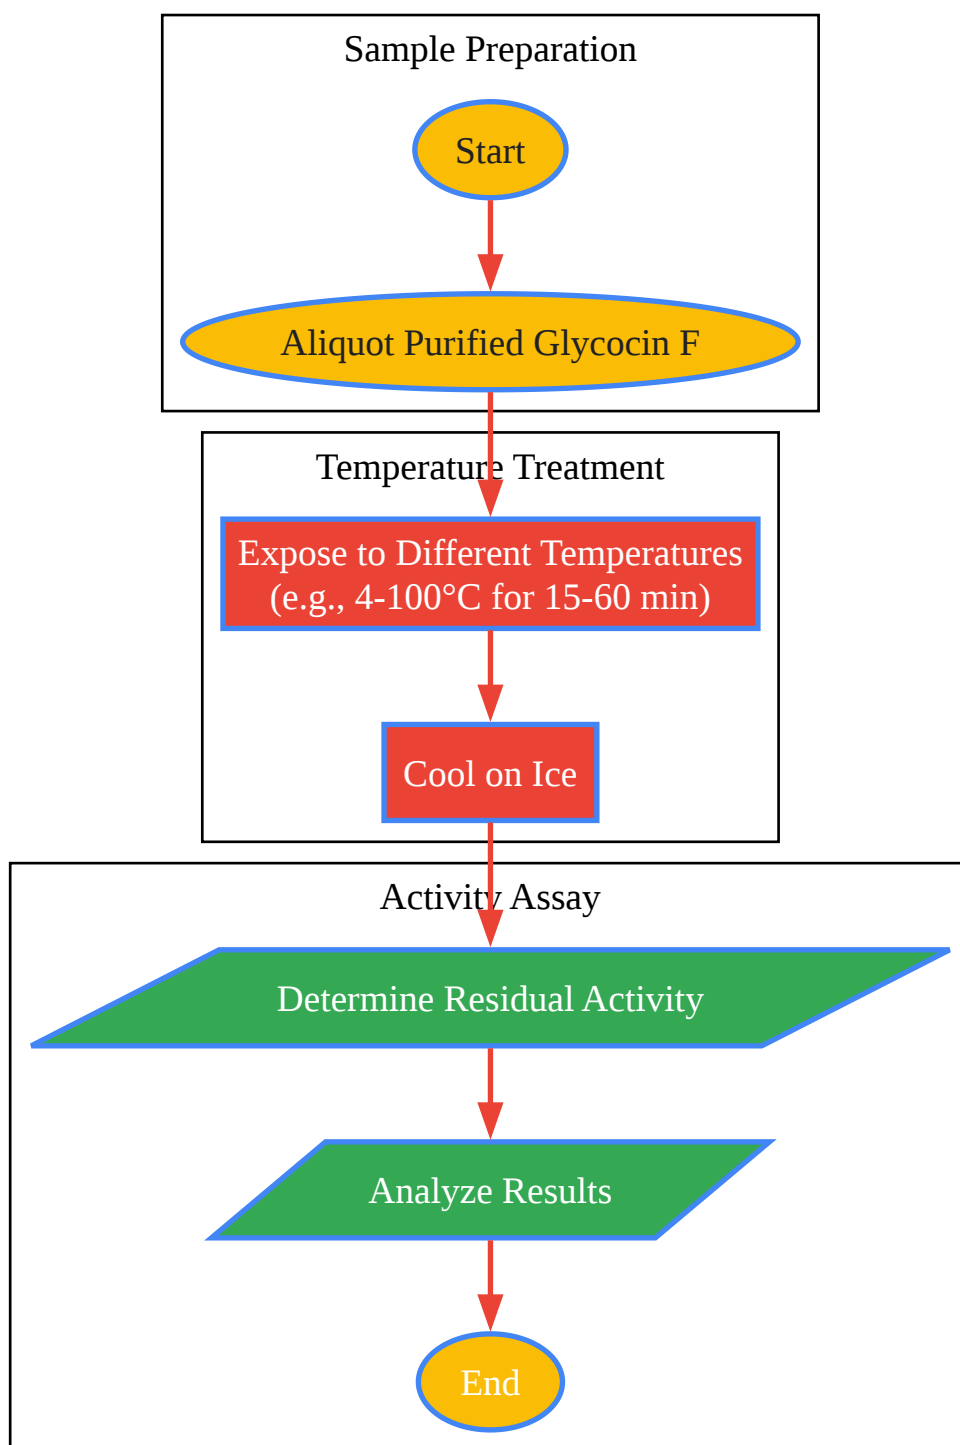 Sample Preparation
Start
Aliquot Purified Glycocin F
Temperature Treatment
Expose to Different Temperatures
(e.g., 4-100°C for 15-60 min)
Cool on Ice
Activity Assay
Determine Residual Activity
Analyze Results
End